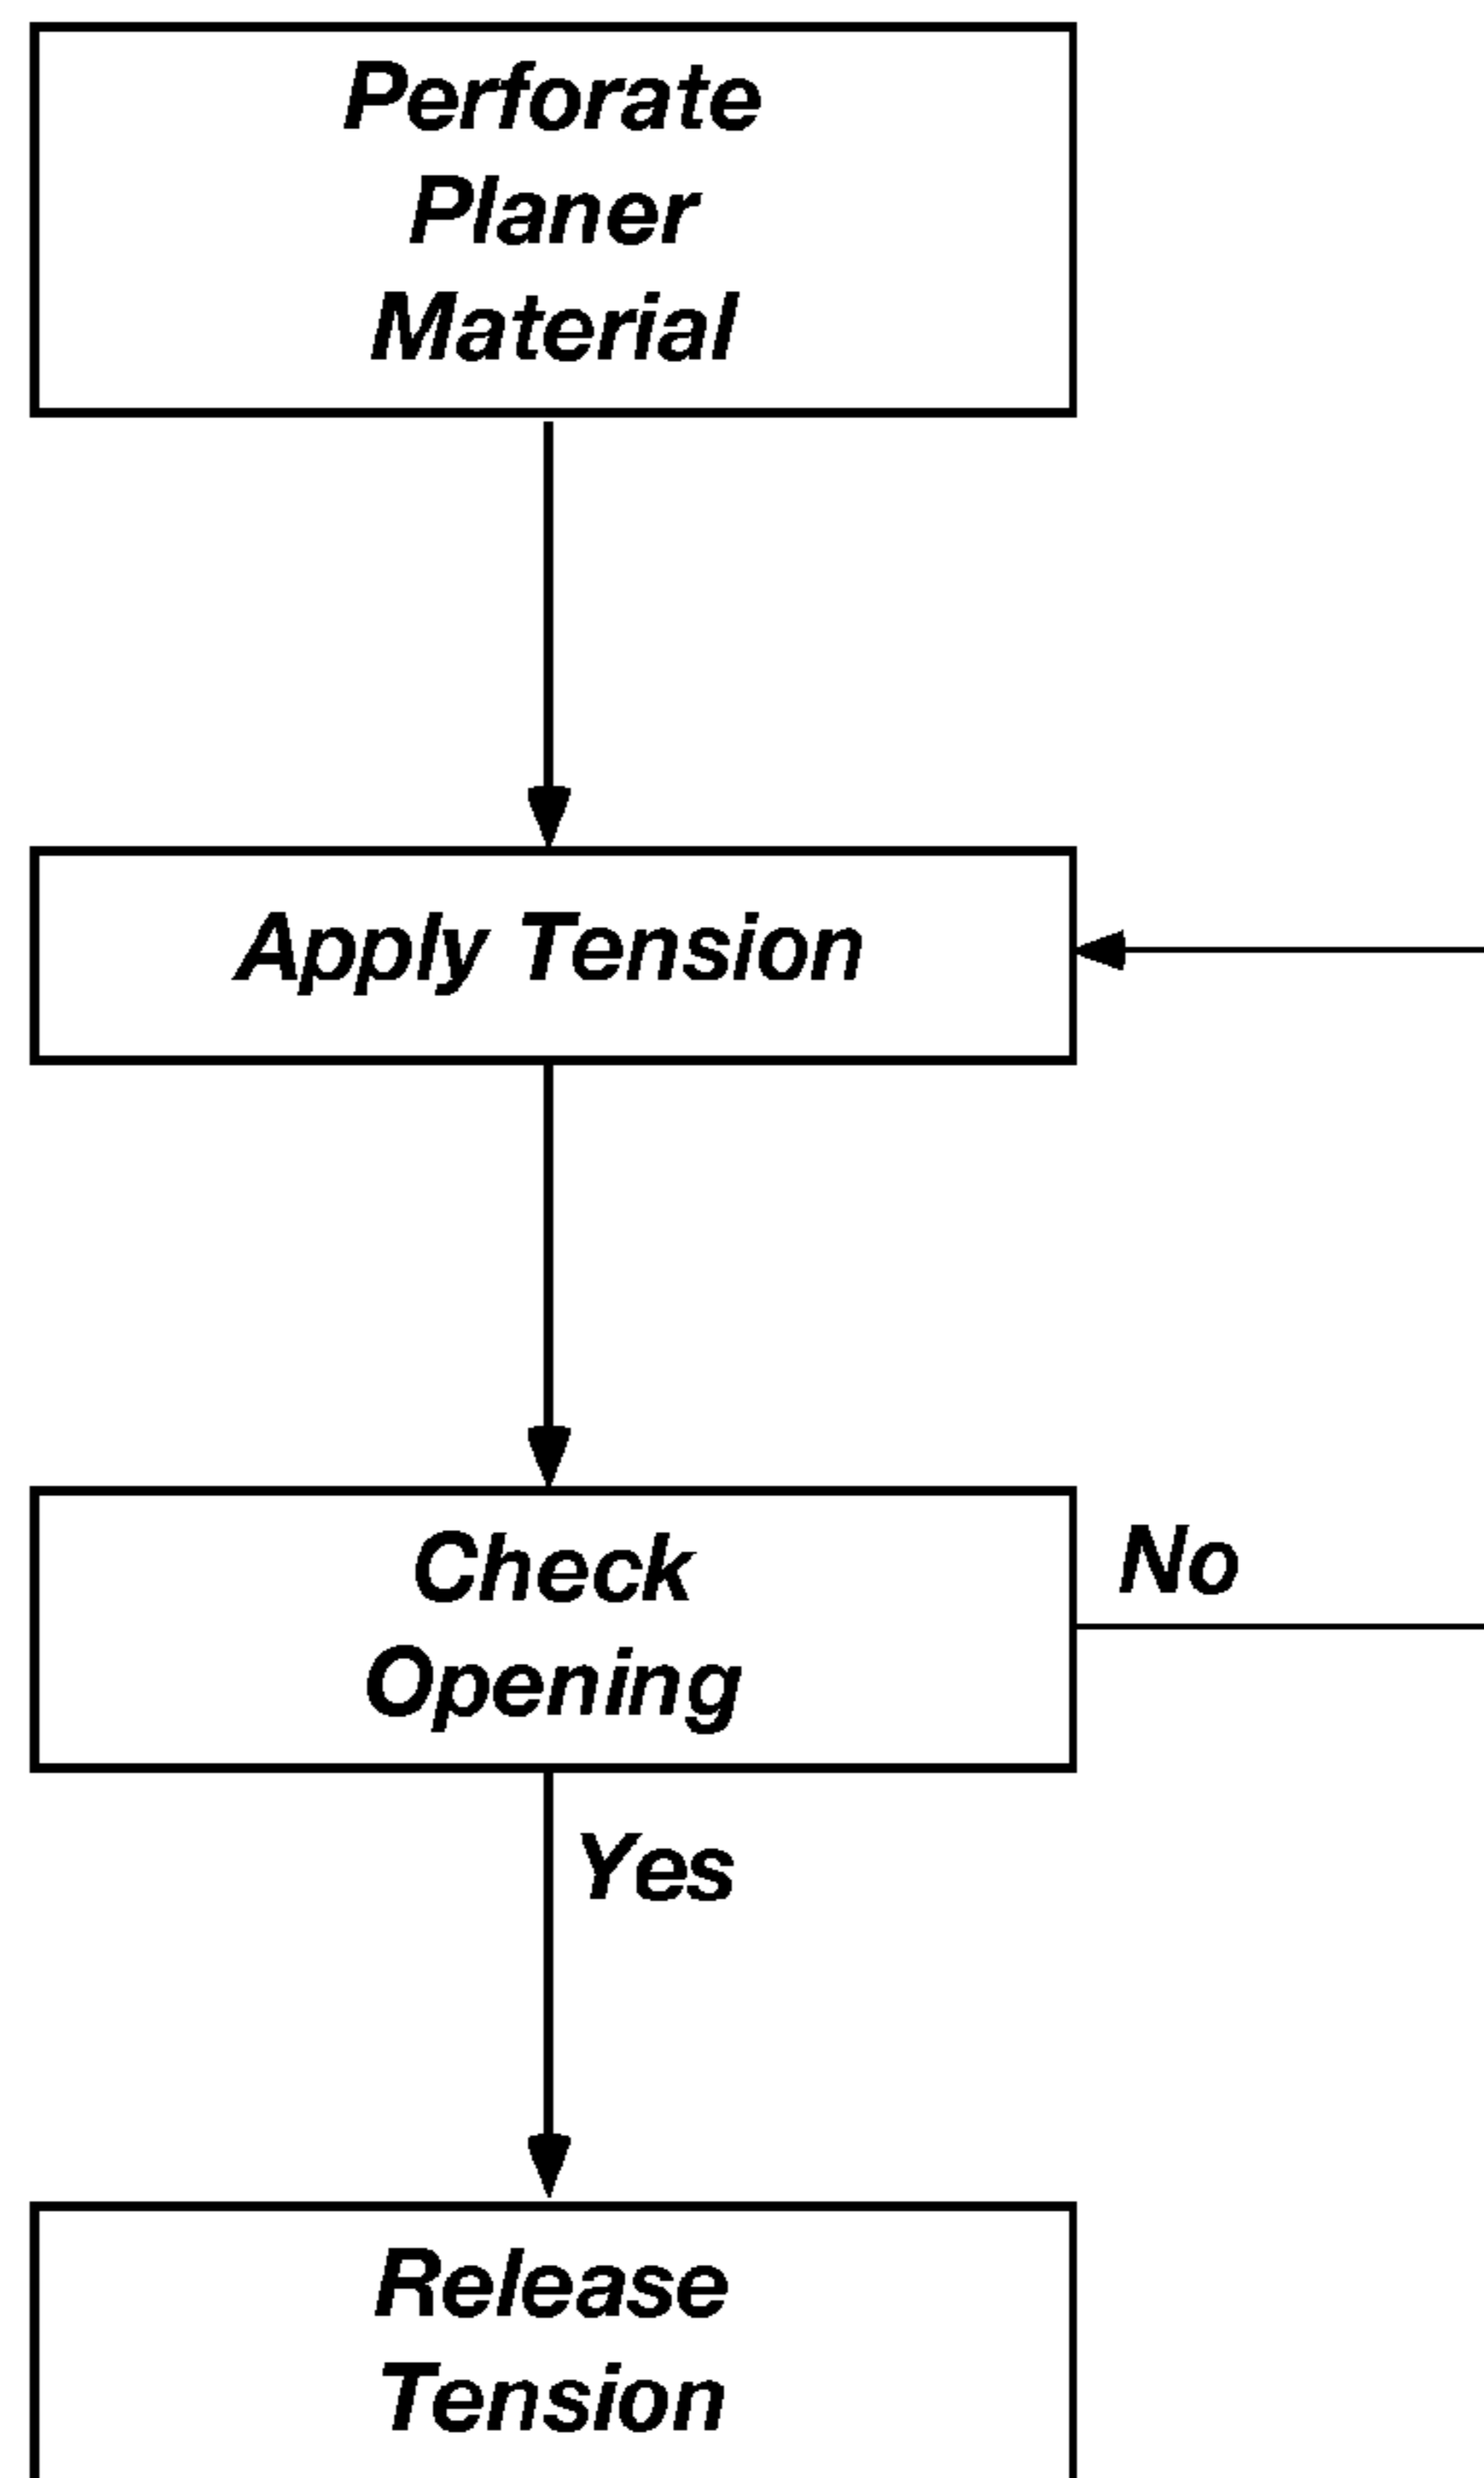 Perforate
Planer
Material
Apply Tension
Check
Opening
No
Yes
Release
Tension